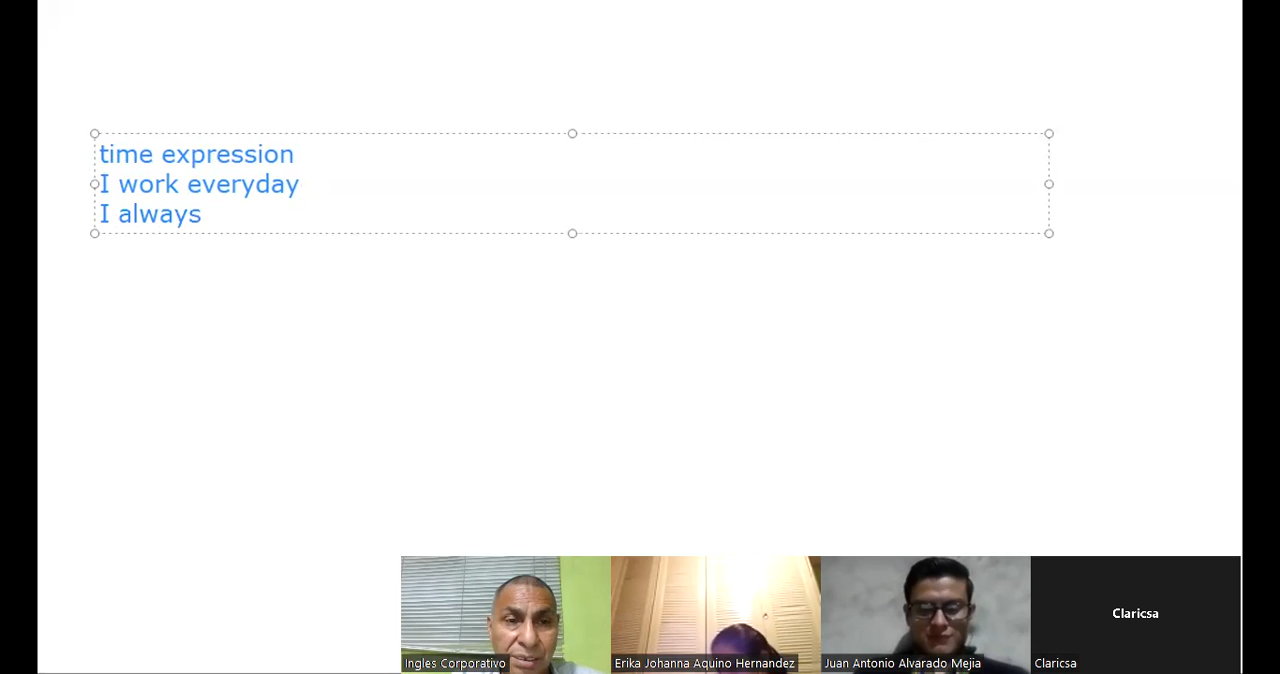 time expression
I work everyday
I always
Claricsa
Ingles Corporativo
Erika Johanna Aquino Hernandez
Juan Antonio Alvarado Mejia
Claricsa